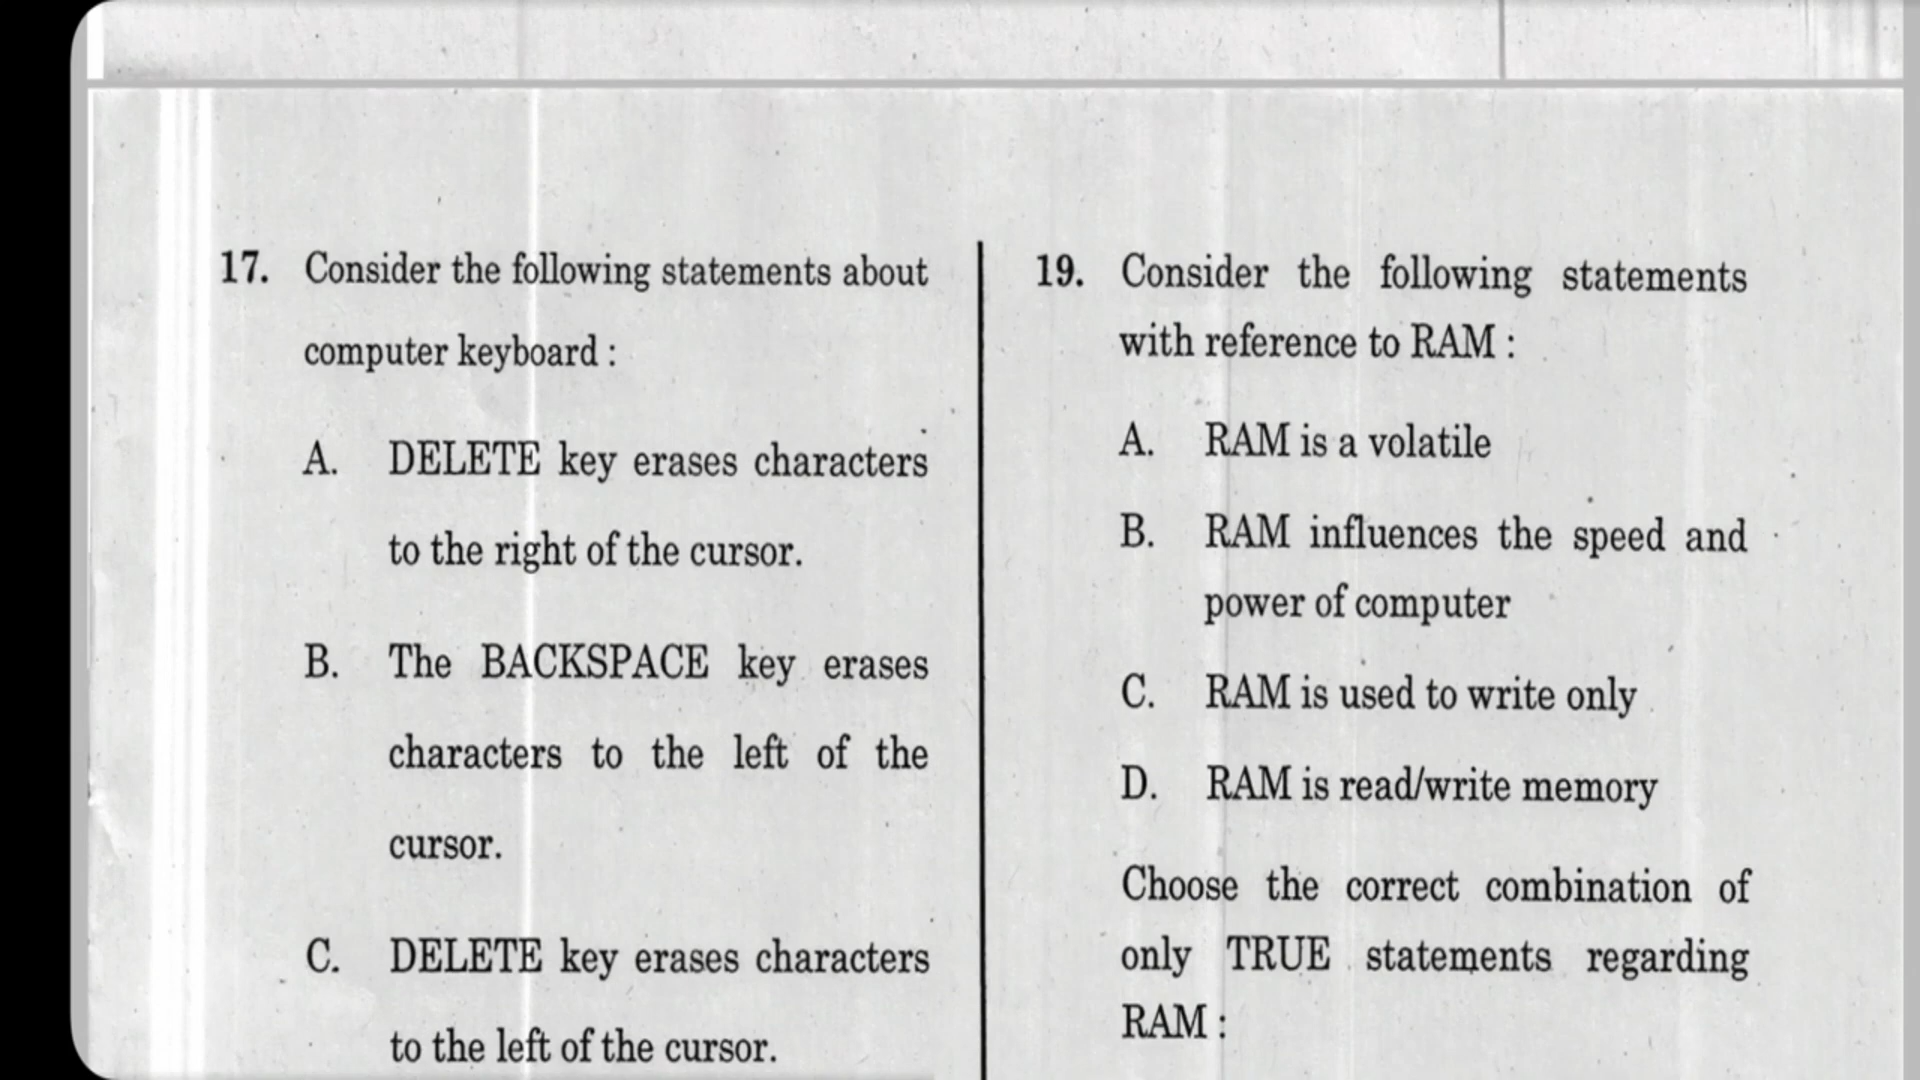 17. Consider the following statements about
computer keyboard :
A. DELETE key erases characters
to the right of the cursor.
B. The BACKSPACE key erases
characters to the left of the
cursor.
C. DELETE key erases characters
to the left of the cursor.
19. Consider the following statements
with reference to RAM :
A. RAM is a volatile
B. RAM influences the speed and
power of computer
C. RAM is used to write only
D. RAM is read/write memory
Choose the correct combination of
only TRUE statements regarding
RAM :